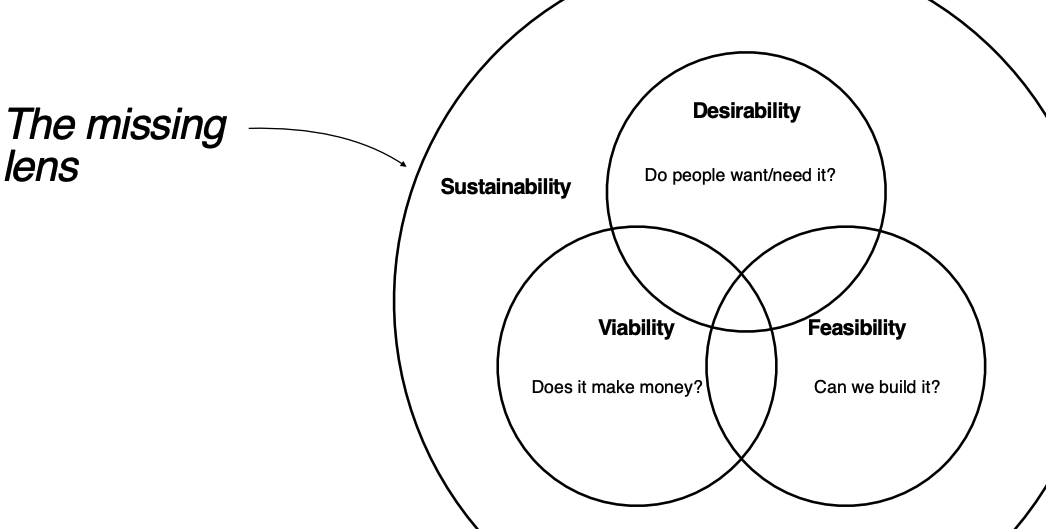 The missing
lens
Desirability
Do people want/need it?
Sustainability
Viability
Feasibility
Does it make money?
Can we build it?